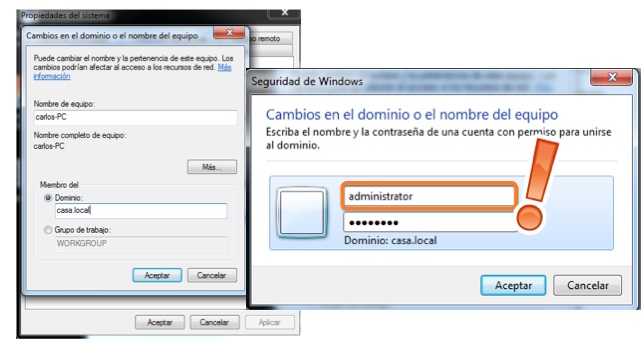 Propiedades del sistema
Cambios en el dominio o el nombre del equipo
so remoto
Puede cambiar el nombre y la pertenencia de este equipo. Los
cambios podrían afectar al acceso a los recursos de red. Más
información
Nombre de equipo:
carlos-PC
Nombre completo de equipo:
carlos-PC
Más...
Miembro del
Dominio:
casa.local
Grupo de trabajo:
WORKGROUP
Aceptar Cancelar
Aceptar Cancelar Aplicar
Seguridad de Windows
Cambios en el dominio o el nombre del equipo
Escriba el nombre y la contraseña de una cuenta con permiso para unirse
al dominio.
administrator
••••••••
Dominio: casa.local
Aceptar Cancelar